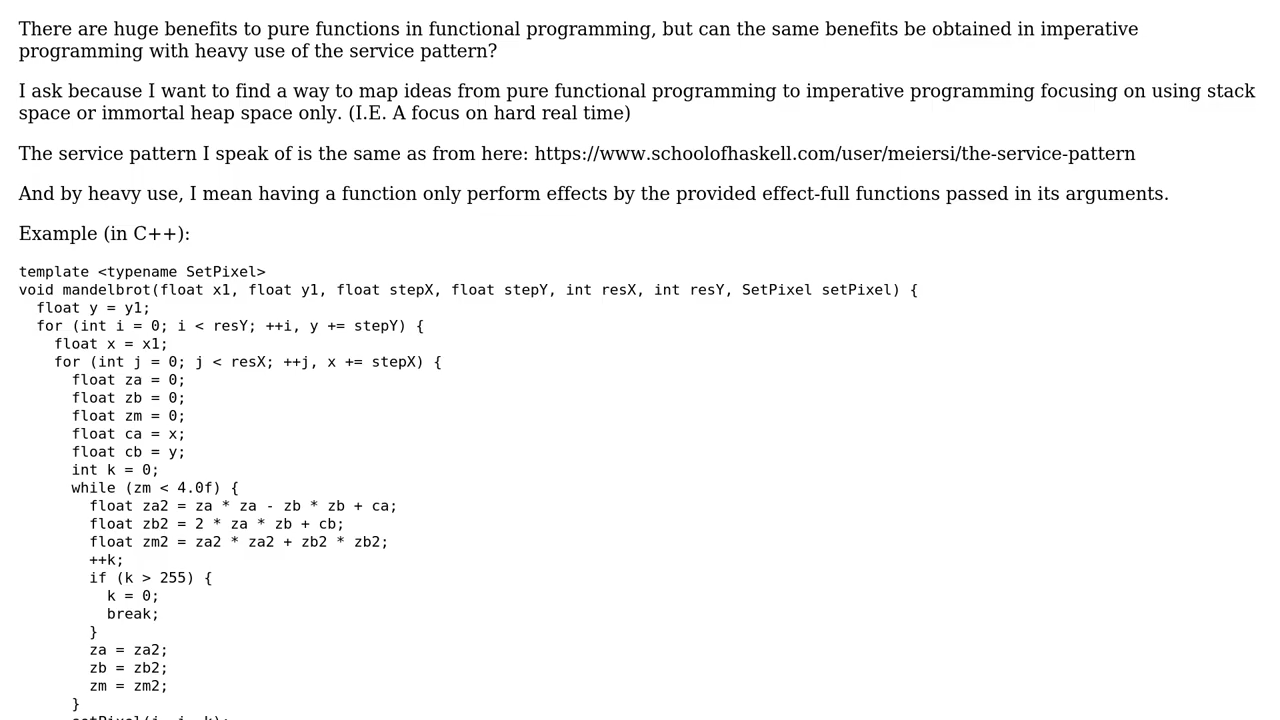 There are huge benefits to pure functions in functional programming, but can the same benefits be obtained in imperative
programming with heavy use of the service pattern?
I ask because I want to find a way to map ideas from pure functional programming to imperative programming focusing on using stack
space or immortal heap space only. (I.E. A focus on hard real time)
The service pattern I speak of is the same as from here: https://www.schoolofhaskell.com/user/meiersi/the-service-pattern
And by heavy use, I mean having a function only perform effects by the provided effect-full functions passed in its arguments.
Example (in C++):
template <typename SetPixel>
void mandelbrot(float x1, float y1, float stepX, float stepY, int resX, int resY, SetPixel setPixel) {
  float y = y1;
  for (int i = 0; i < resY; ++i, y += stepY) {
    float x = x1;
    for (int j = 0; j < resX; ++j, x += stepX) {
      float za = 0;
      float zb = 0;
      float zm = 0;
      float ca = x;
      float cb = y;
      int k = 0;
      while (zm < 4.0f) {
        float za2 = za * za - zb * zb + ca;
        float zb2 = 2 * za * zb + cb;
        float zm2 = za2 * za2 + zb2 * zb2;
        ++k;
        if (k > 255) {
          k = 0;
          break;
        }
        za = za2;
        zb = zb2;
        zm = zm2;
      }